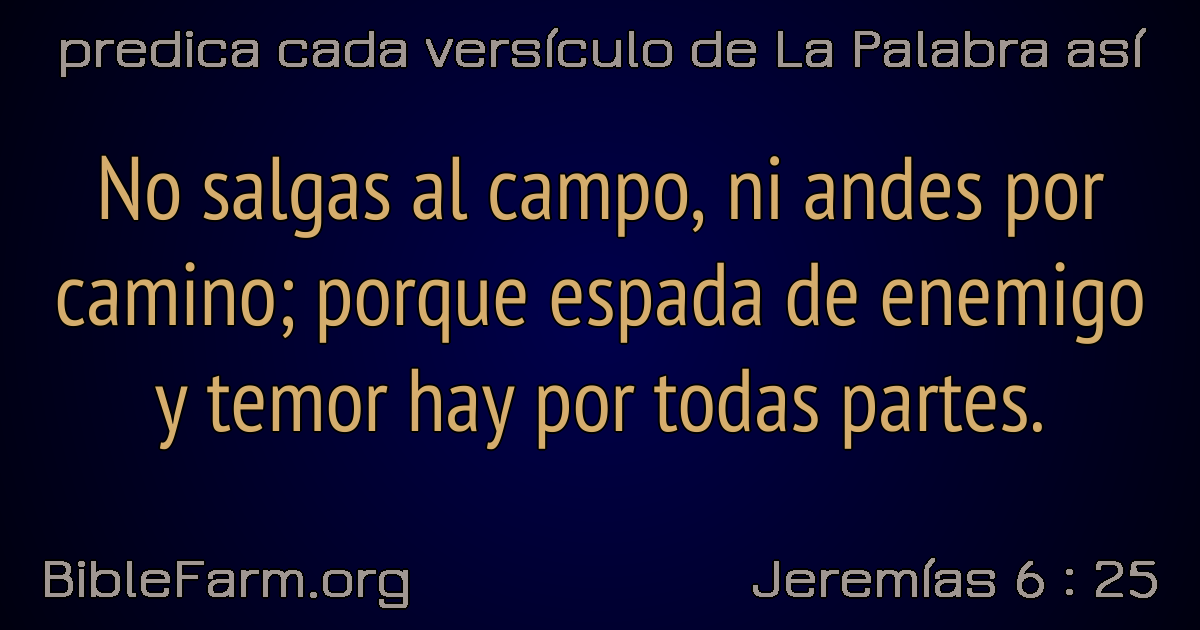 predica cada versículo de La Palabra así
No salgas al campo, ni andes por
camino; porque espada de enemigo
y temor hay por todas partes.
BibleFarm.org
Jeremías 6 : 25